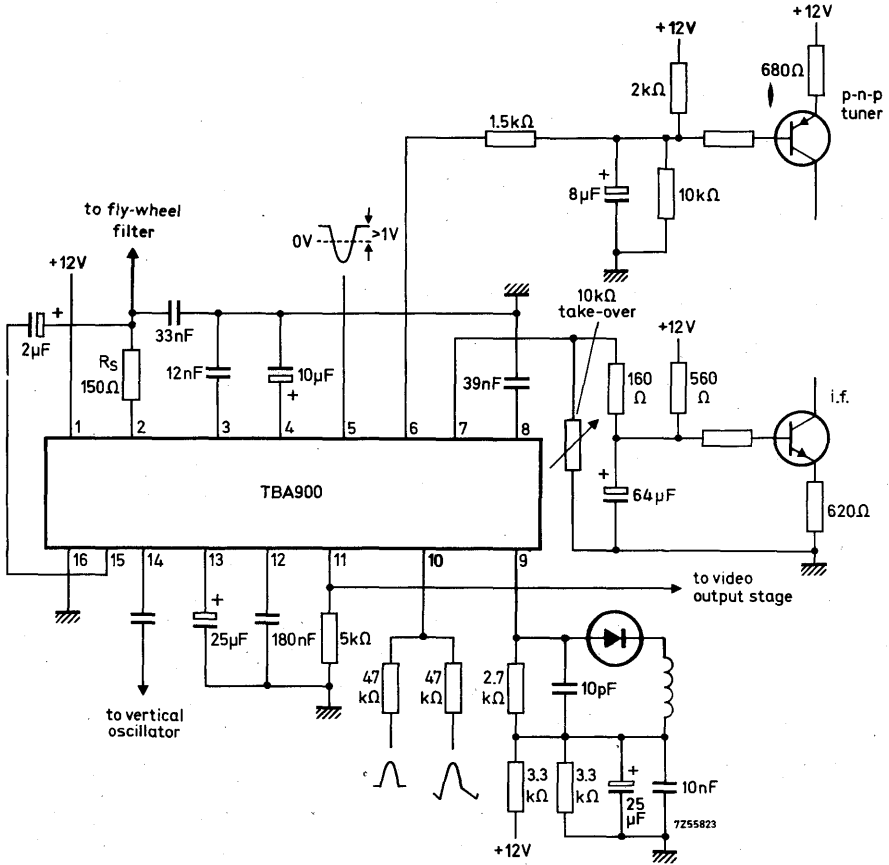 +12V
+12V
680Ω
2kΩ
p-n-p
tuner
1.5kΩ
+
8µF
10kΩ
to fly-wheel
filter
0V
>1V
+12V
10kΩ
take-over
+12V
+
2µF
33nF
RS
150Ω
12nF
10µF
+
39nF
160
Ω
560
Ω
i.f.
1
2
3
4
5
6
7
8
TBA900
+
64µF
620Ω
16
15
14
13
12
11
10
9
to video
output stage
+
25µF
180nF
5kΩ
47
kΩ
47
kΩ
2.7
kΩ
10pF
to vertical
oscillator
3.3
kΩ
3.3
kΩ
+
25
µF
10nF
7Z55823
+12V